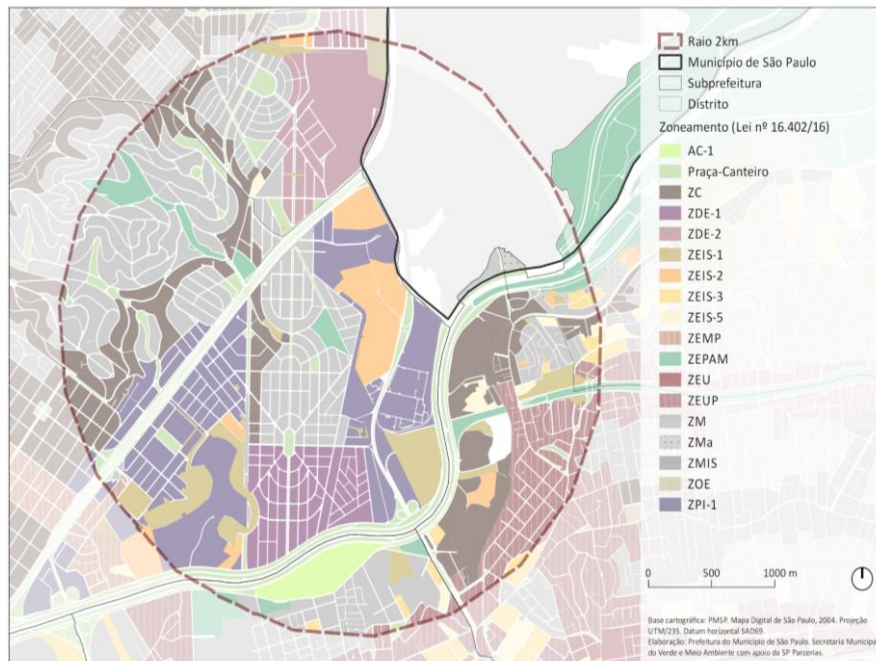 Raio 2km
Município de São Paulo
Subprefeitura
Distrito
Zoneamento (Lei nº 16.402/16)
AC-1
Praça-Canteiro
ZC
ZDE-1
ZDE-2
ZEIS-1
ZEIS-2
ZEIS-3
ZEIS-5
ZEMP
ZEPAM
ZEU
ZEUP
ZM
ZMa
ZMIS
ZOE
ZPI-1
0 500 1000 m
Base cartográfica: PMSP. Mapa Digital de São Paulo, 2004. Projeção
UTM/23S. Datum horizontal SAD69.
Elaboração: Prefeitura do Município de São Paulo. Secretaria Municipa
do Verde e Meio Ambiente com apoio da SP Parcerias.